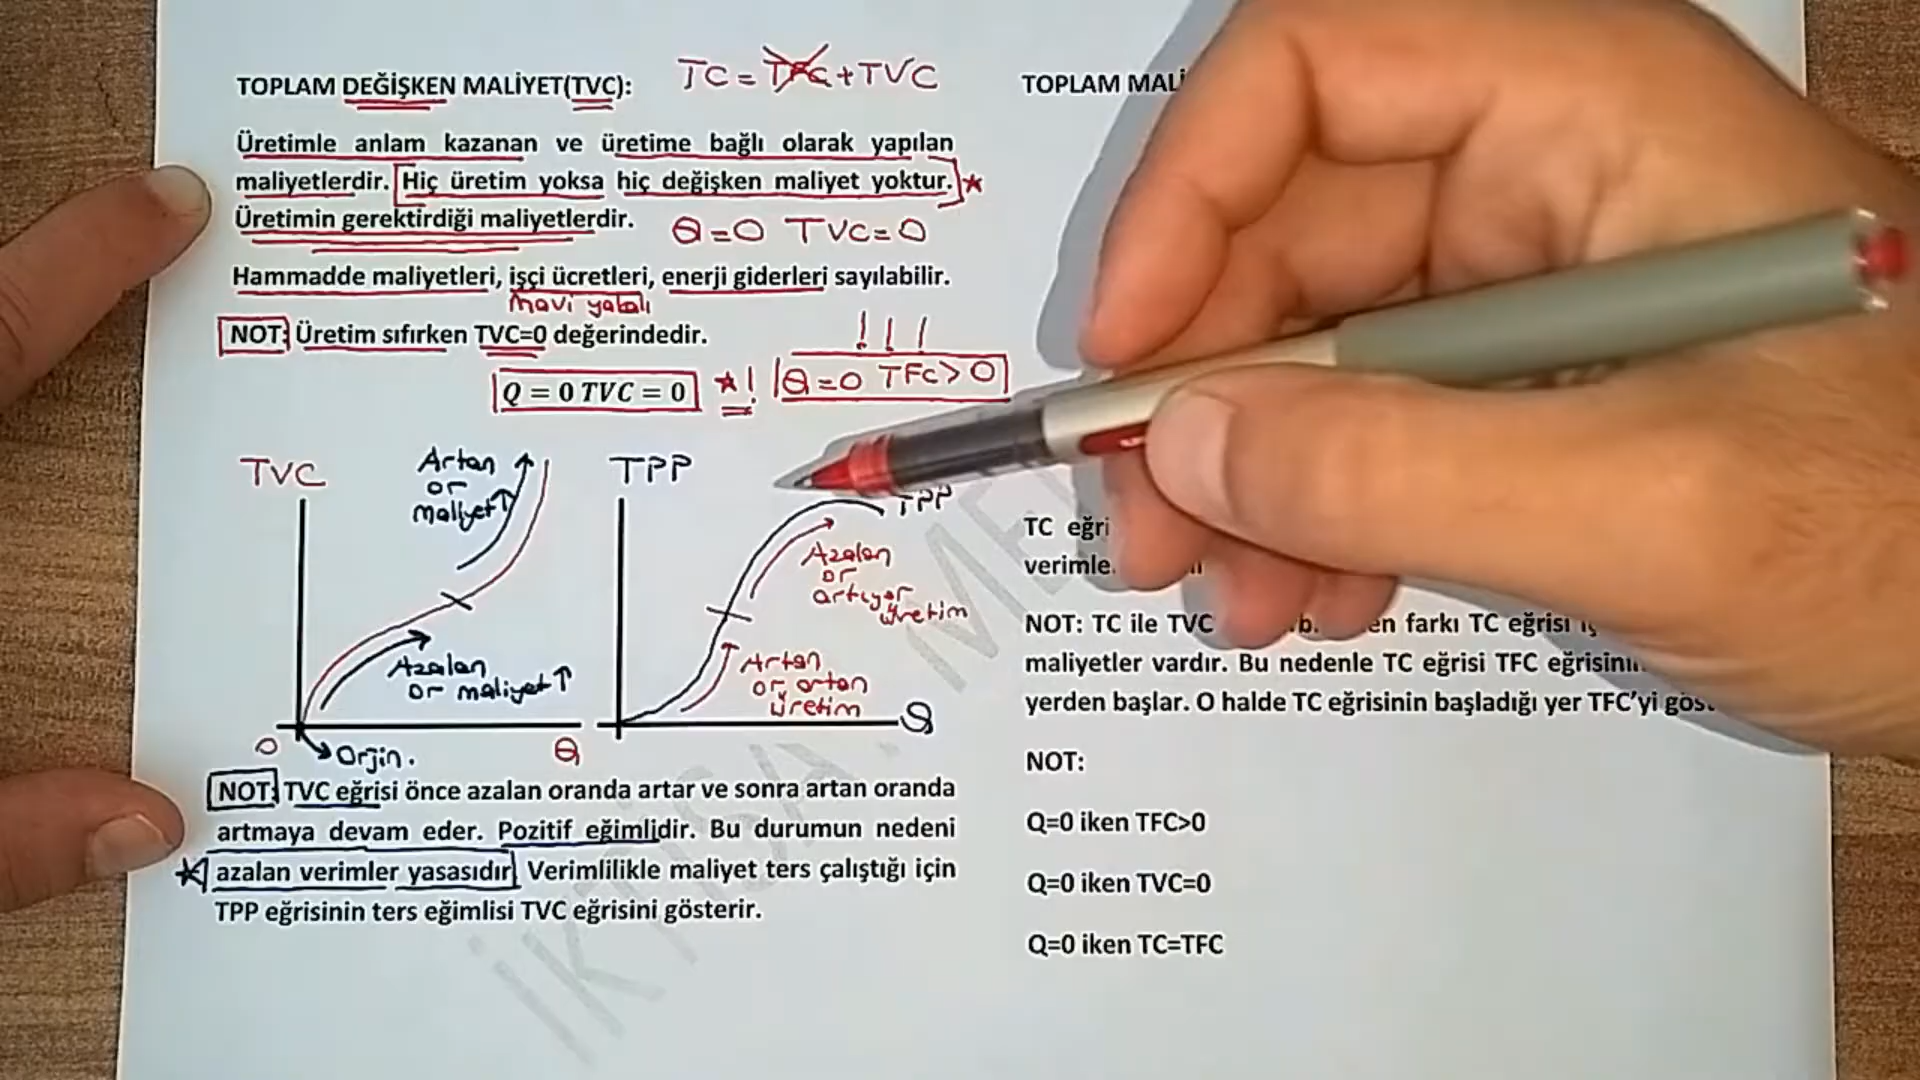 TOPLAM DEĞİŞKEN MALİYET(TVC):
TC = TFC + TVC
Üretimle anlam kazanan ve üretime bağlı olarak yapılan
maliyetlerdir. Hiç üretim yoksa hiç değişken maliyet yoktur.
Üretimin gerektirdiği maliyetlerdir.
Q=0 TVC=0
Hammadde maliyetleri, işçi ücretleri, enerji giderleri sayılabilir.
mavi yakalı
NOT: Üretim sıfırken TVC=0 değerindedir.
!!!
Q = 0 TVC = 0
!
Q=0 TFC>0
TVC
Artan
or
maliyet↑
Azalan
or maliyet↑
O
Orjin.
Q
TPP
TPP
Azalan
or
artıyor
üretim
Artan
or artan
üretim
Q
NOT: TVC eğrisi önce azalan oranda artar ve sonra artan oranda
artmaya devam eder. Pozitif eğimlidir. Bu durumun nedeni
azalan verimler yasasıdır. Verimlilikle maliyet ters çalıştığı için
TPP eğrisinin ters eğimlisi TVC eğrisini gösterir.
TOPLAM
TC eğri
NOT: TC ile TVC farkı TC eğrisi
maliyetler vardır. Bu nedenle TC eğrisi TFC
yerden başlar. O halde TC eğrisinin başladığı yer TFC'yi
NOT:
Q=0 iken TFC>0
Q=0 iken TVC=0
Q=0 iken TC=TFC